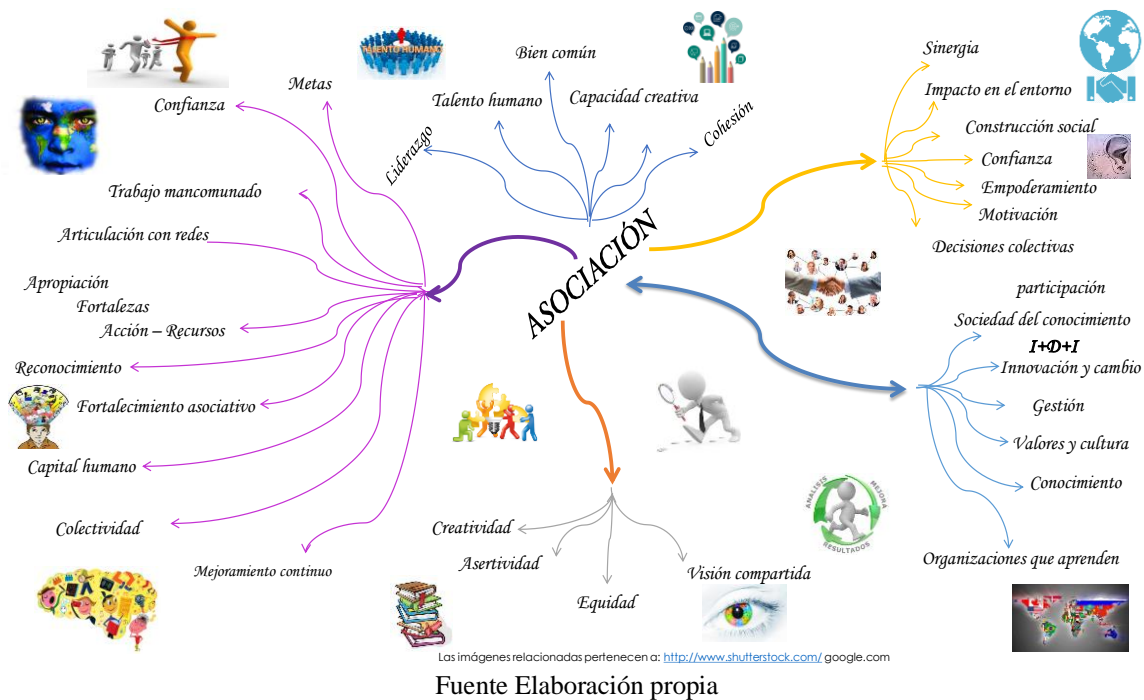 Confianza
Metas
Trabajo mancomunado
Articulación con redes
Apropiación
Fortalezas
Acción – Recursos
Reconocimiento
Fortalecimiento asociativo
Capital humano
Colectividad
Mejoramiento continuo
TALENTO HUMANO
Liderazgo
Talento humano
Bien común
Capacidad creativa
Cohesión
ASOCIACIÓN
Sinergia
Impacto en el entorno
Construcción social
Confianza
Empoderamiento
Motivación
Decisiones colectivas
participación
Sociedad del conocimiento
I+D+I
Innovación y cambio
Gestión
Valores y cultura
Conocimiento
Organizaciones que aprenden
Creatividad
Asertividad
Equidad
Visión compartida
ANALISIS
MEJORA
RESULTADOS
Las imágenes relacionadas pertenecen a: http://www.shutterstock.com/ google.com
Fuente Elaboración propia